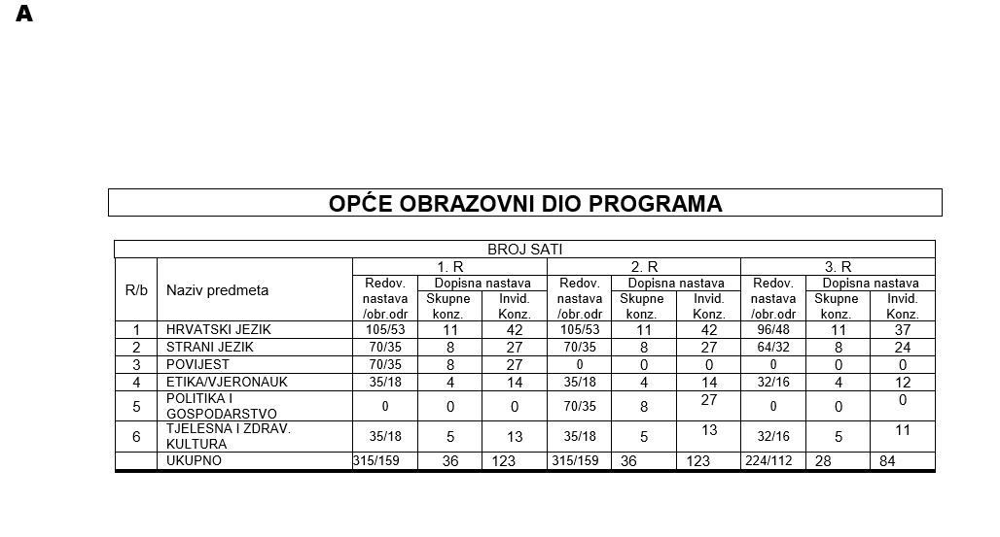 A
OPĆE OBRAZOVNI DIO PROGRAMA
BROJ SATI
R/b Naziv predmeta 1. R 2. R 3. R
Redov. nastava /obr.odr Dopisna nastava Redov. nastava /obr.odr Dopisna nastava Redov. nastava /obr.odr Dopisna nastava
Skupne konz. Invid. Konz. Skupne konz. Invid. Konz. Skupne konz. Invid. Konz.
1 HRVATSKI JEZIK 105/53 11 42 105/53 11 42 96/48 11 37
2 STRANI JEZIK 70/35 8 27 70/35 8 27 64/32 8 24
3 POVIJEST 70/35 8 27 0 0 0 0 0 0
4 ETIKA/VJERONAUK 35/18 4 14 35/18 4 14 32/16 4 12
5 POLITIKA I GOSPODARSTVO 0 0 0 70/35 8 27 0 0 0
6 TJELESNA I ZDRAV. KULTURA 35/18 5 13 35/18 5 13 32/16 5 11
UKUPNO 315/159 36 123 315/159 36 123 224/112 28 84